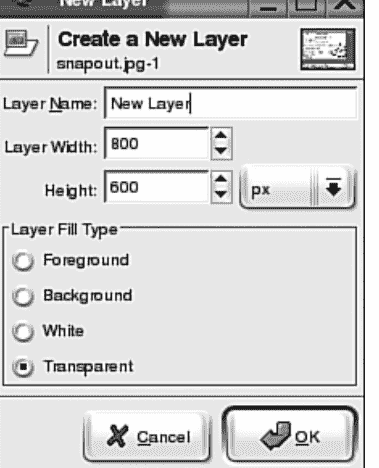 New Layer
Create a New Layer
snapout.jpg-1
Layer Name: New Layer
Layer Width: 800
Height: 600 px
Layer Fill Type
Foreground
Background
White
Transparent
Cancel OK